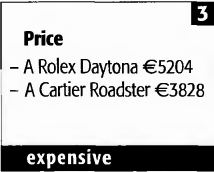 3
Price
– A Rolex Daytona €5204
– A Cartier Roadster €3828
expensive